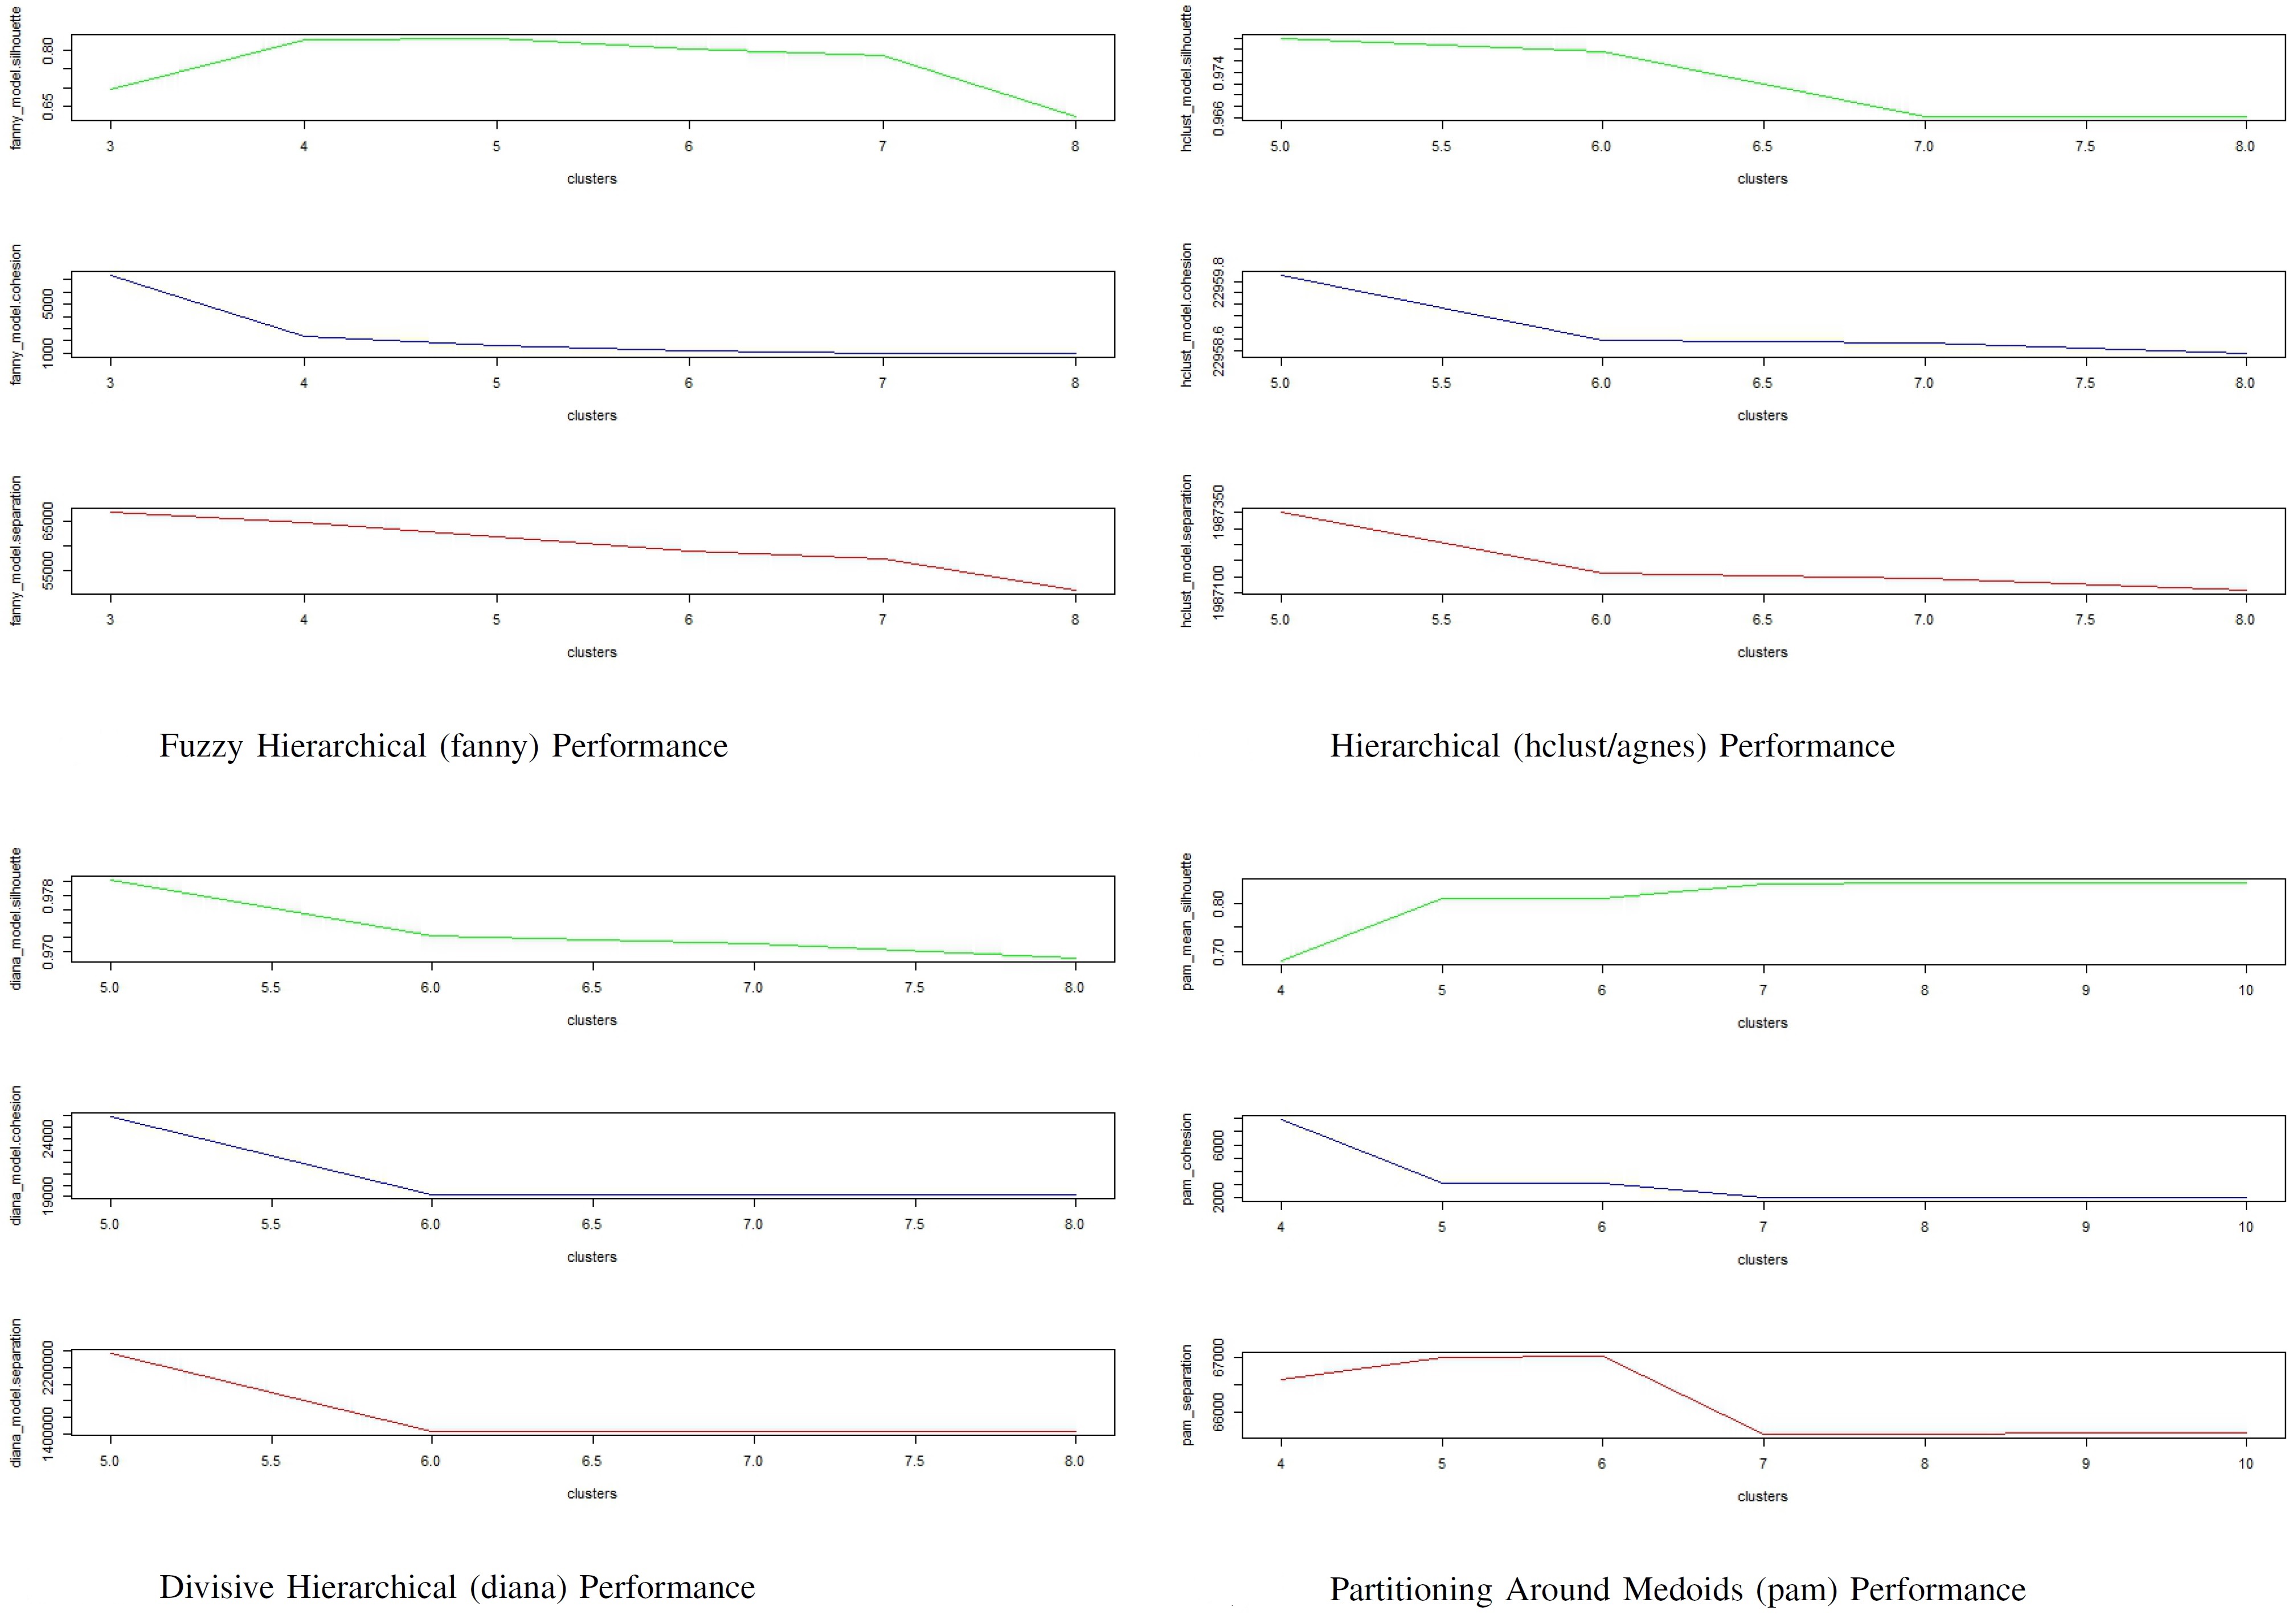 fanny_model.silhouette
0.65 0.80
3 4 5 6 7 8
clusters
fanny_model.cohesion
1000 5000
3 4 5 6 7 8
clusters
fanny_model.separation
55000 65000
3 4 5 6 7 8
clusters
Fuzzy Hierarchical (fanny) Performance
hclust_model.silhouette
0.966 0.974
5.0 5.5 6.0 6.5 7.0 7.5 8.0
clusters
hclust_model.cohesion
22958.6 22959.8
5.0 5.5 6.0 6.5 7.0 7.5 8.0
clusters
hclust_model.separation
1987100 1987350
5.0 5.5 6.0 6.5 7.0 7.5 8.0
clusters
Hierarchical (hclust/agnes) Performance
diana_model.silhouette
0.970 0.978
5.0 5.5 6.0 6.5 7.0 7.5 8.0
clusters
diana_model.cohesion
19000 24000
5.0 5.5 6.0 6.5 7.0 7.5 8.0
clusters
diana_model.separation
1400000 2200000
5.0 5.5 6.0 6.5 7.0 7.5 8.0
clusters
Divisive Hierarchical (diana) Performance
pam_mean_silhouette
0.70 0.80
4 5 6 7 8 9 10
clusters
pam_cohesion
2000 6000
4 5 6 7 8 9 10
clusters
pam_separation
66000 67000
4 5 6 7 8 9 10
clusters
Partitioning Around Medoids (pam) Performance